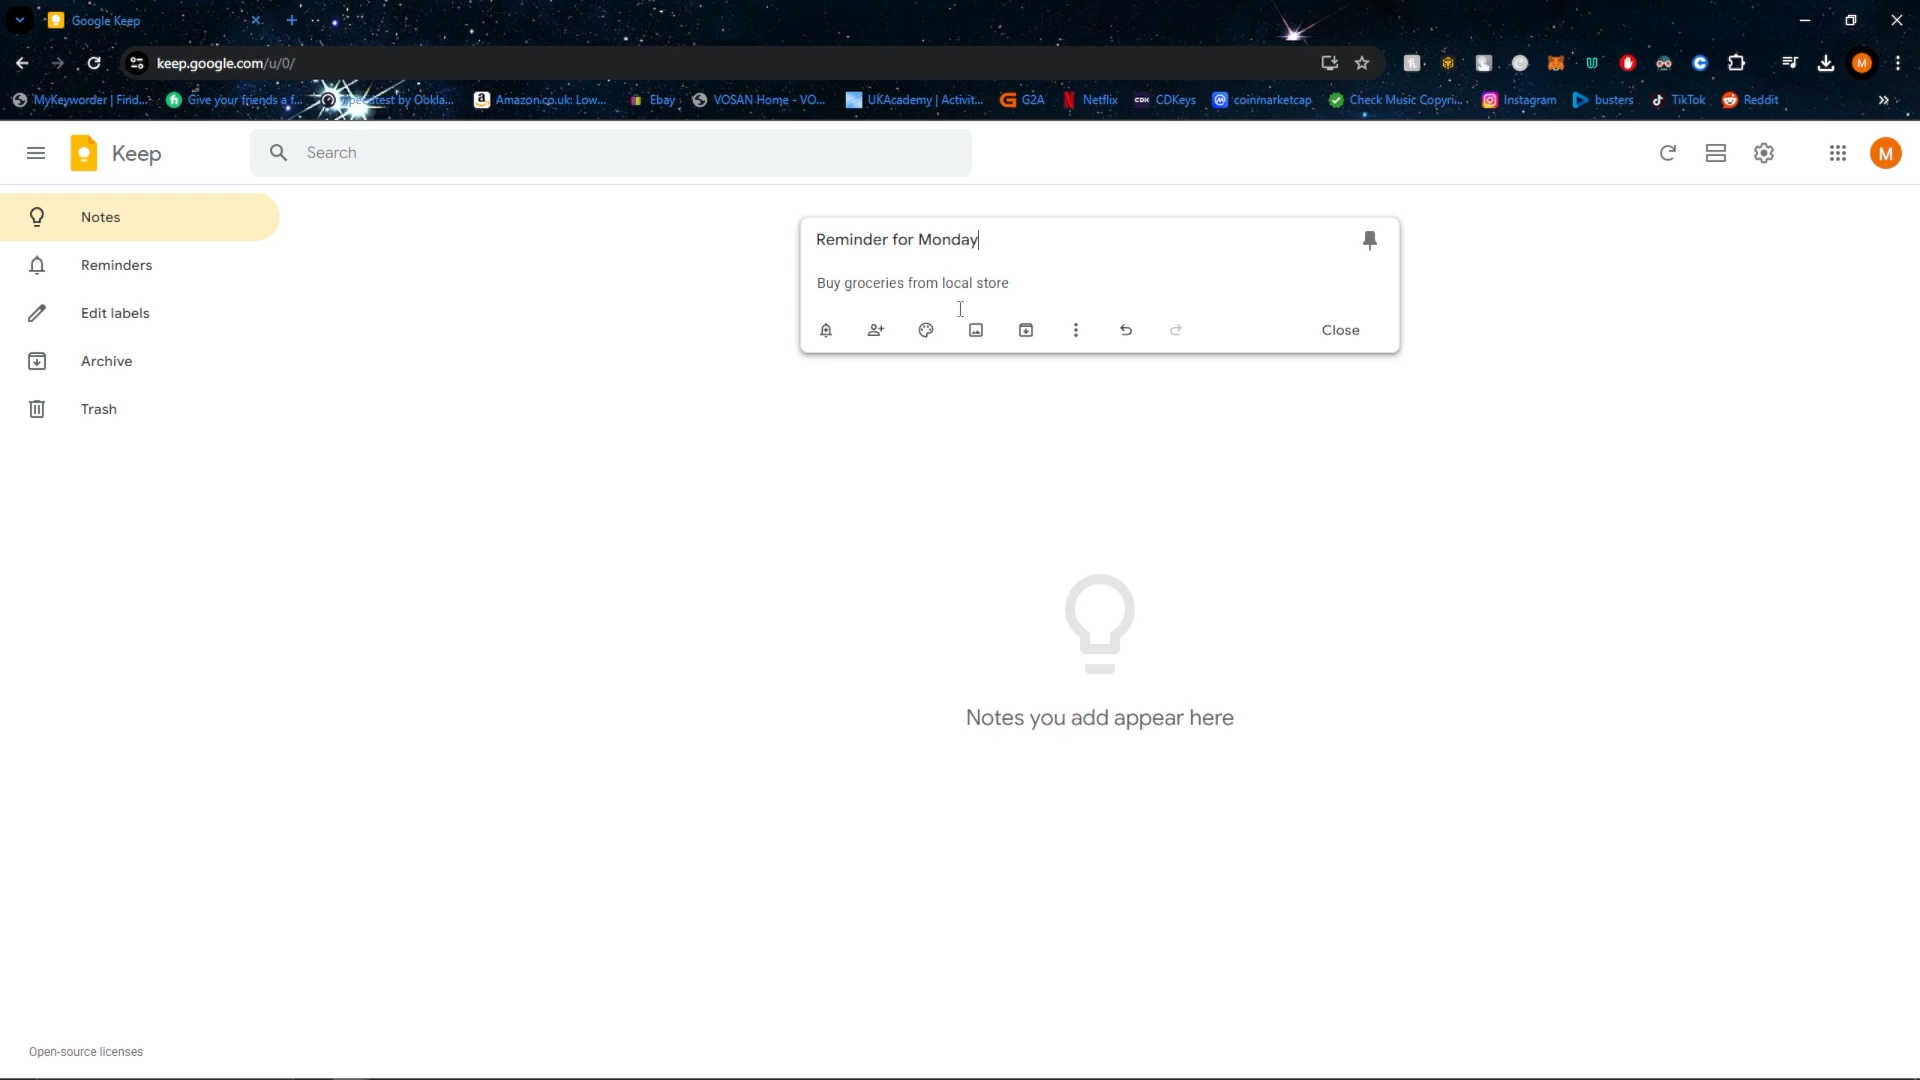 Google Keep
keep.google.com/u/0/
M
MyKeyworder | Find...
Give your friends a f...
Amazon.co.uk: Low...
Ebay
VOSAN Home - VO...
UKAcademy | Activit...
G2A
Netflix
CDKeys
coinmarketcap
Check Music Copyri...
Instagram
busters
TikTok
Reddit
Keep
Search
M
Notes
Reminders
Edit labels
Archive
Trash
Reminder for Monday
Buy groceries from local store
Close
Notes you add appear here
Open-source licenses